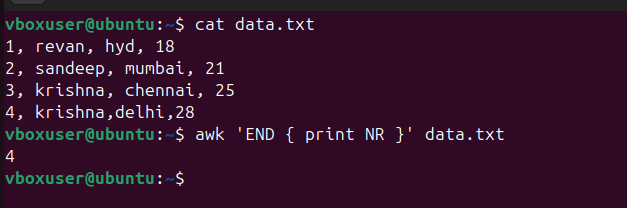 vboxuser@ubuntu:~$ cat data.txt
1, revan, hyd, 18
2, sandeep, mumbai, 21
3, krishna, chennai, 25
4, krishna,delhi,28
vboxuser@ubuntu:~$ awk 'END { print NR }' data.txt
4
vboxuser@ubuntu:~$